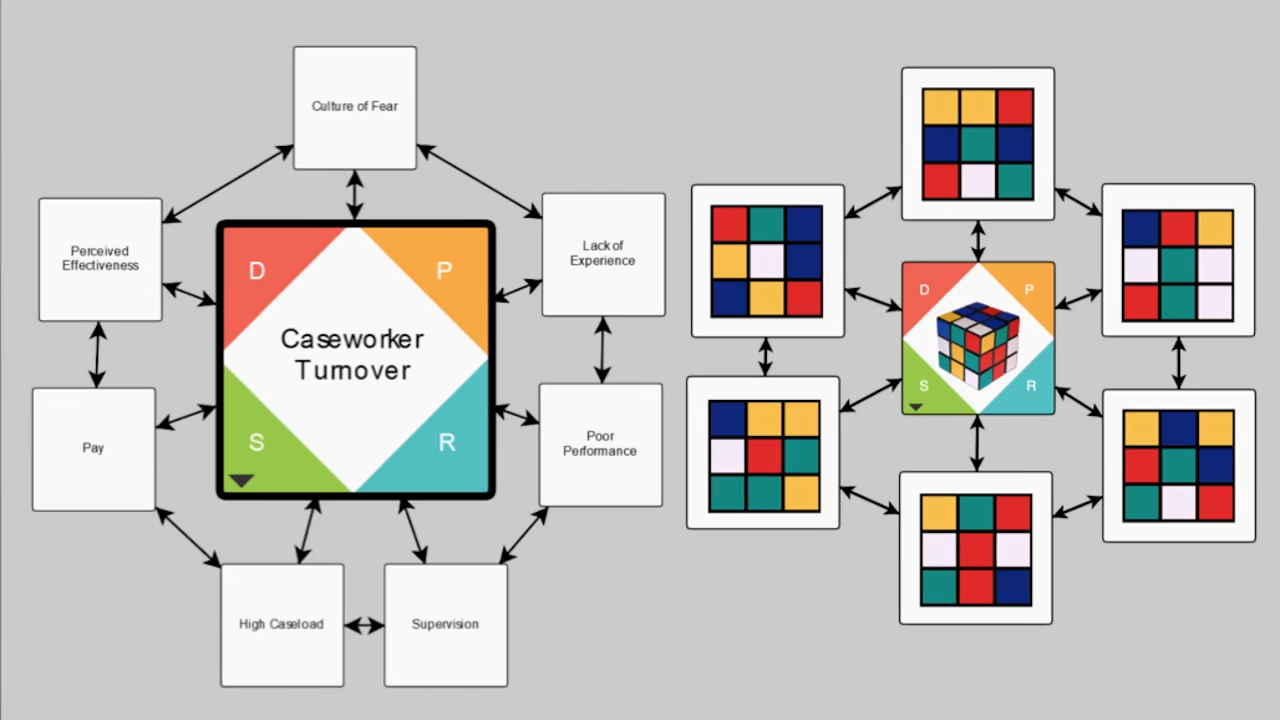 Culture of Fear
Perceived
Effectiveness
Lack of
Experience
D
P
Caseworker
Turnover
S
R
Pay
Poor
Performance
High Caseload
Supervision
D
P
S
R